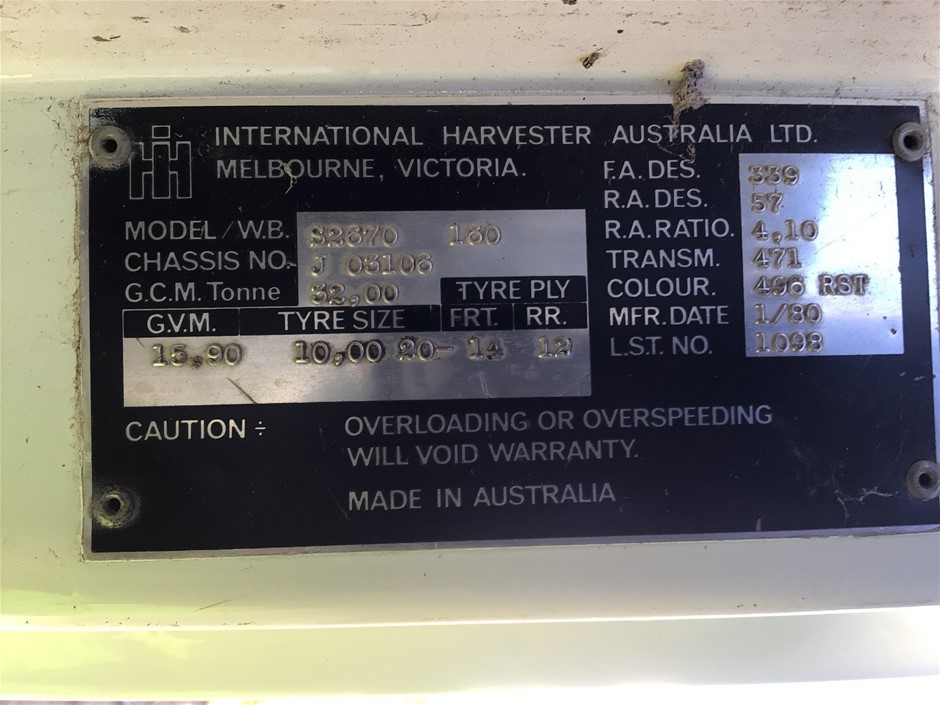 IH INTERNATIONAL HARVESTER AUSTRALIA LTD.
MELBOURNE, VICTORIA.
MODEL/W.B. S2670 160
CHASSIS NO. J 03106
G.C.M. Tonne 32,00
TYRE PLY
G.V.M. TYRE SIZE FRT. RR.
15.90 10,00 20- 14 12
F.A. DES. 339
R.A. DES. 57
R.A. RATIO. 4,10
TRANSM. 471
COLOUR. 496 RST
MFR. DATE 1/80
L.S.T. NO. 1098
CAUTION ÷ OVERLOADING OR OVERSPEEDING
WILL VOID WARRANTY.
MADE IN AUSTRALIA